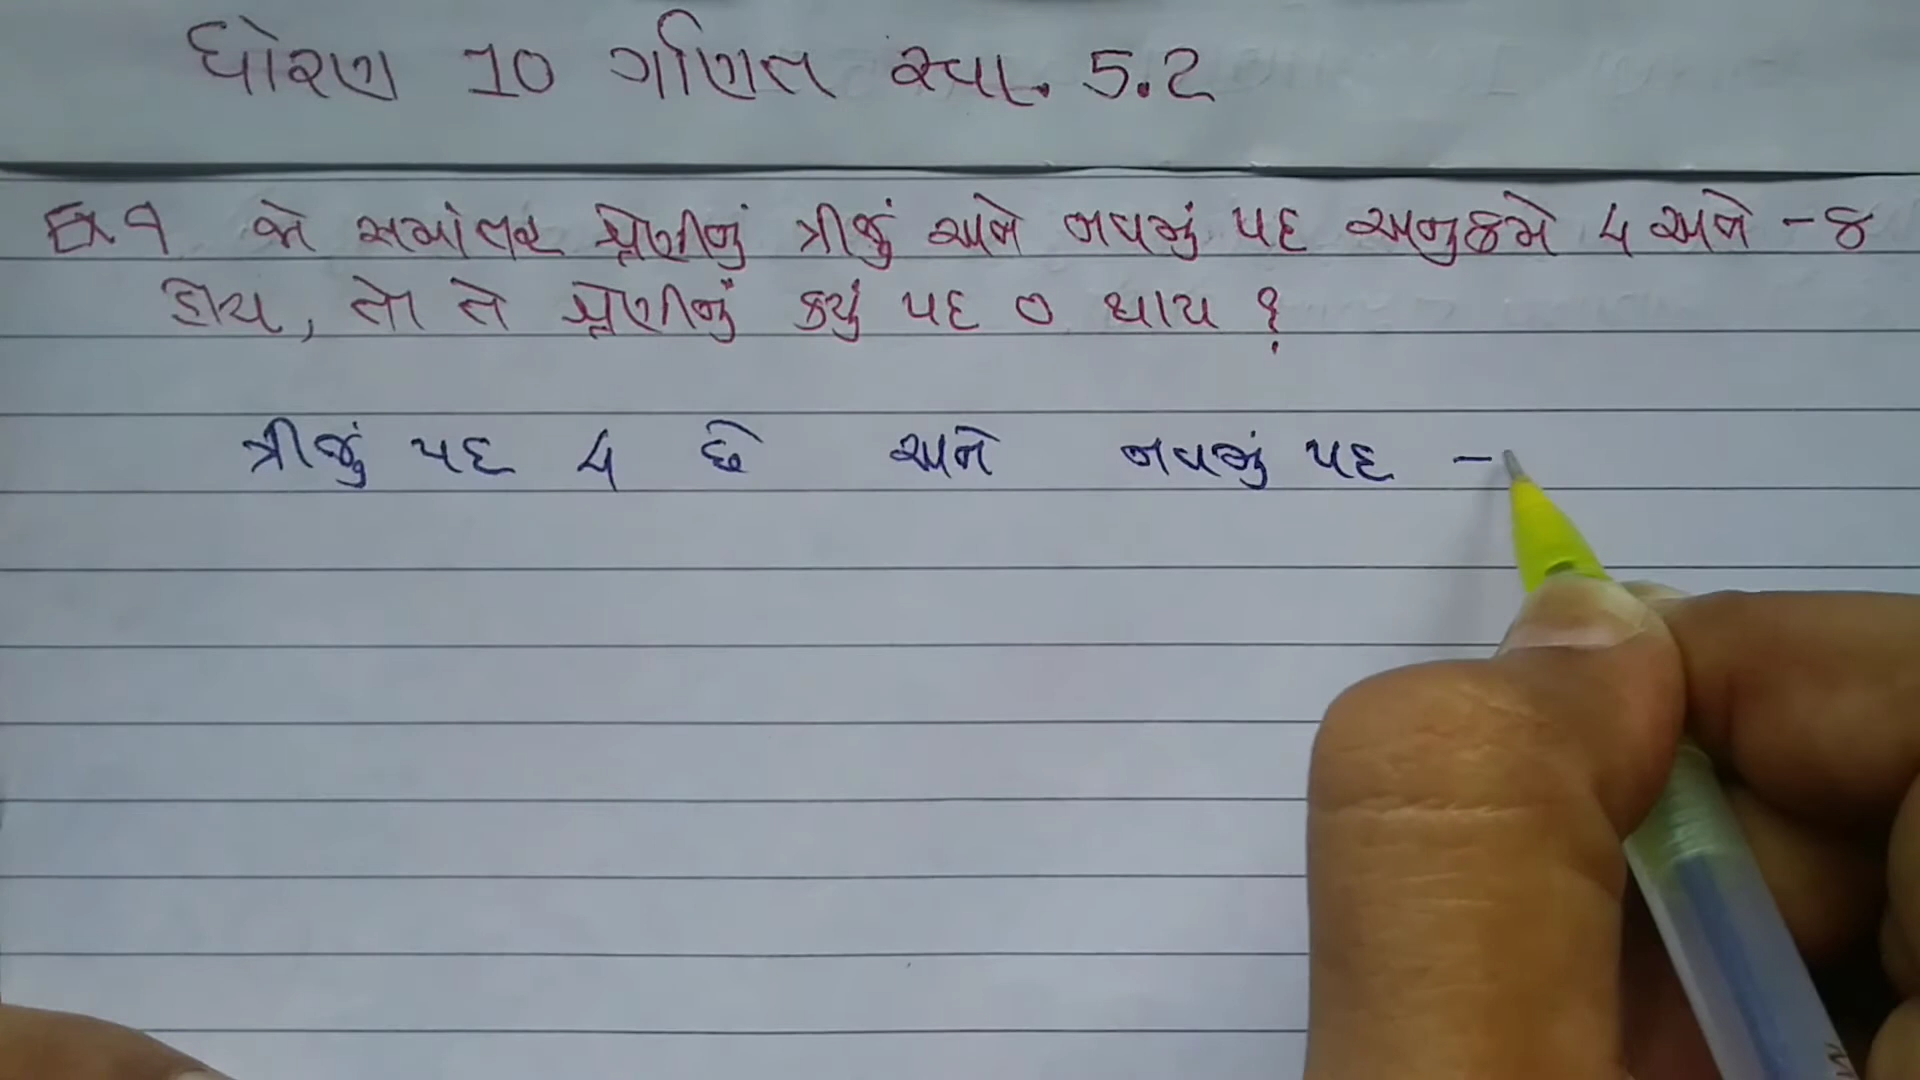 ધોરણ 10 ગણિત સ્વા. 5.2
Ex 9 જો સમાંતર શ્રેણીનું ત્રીજું અને નવમું પદ અનુક્રમે 4 અને -8
હોય, તો તે શ્રેણીનું કયું પદ 0 થાય ?
ત્રીજું પદ 4 છે અને નવમું પદ -